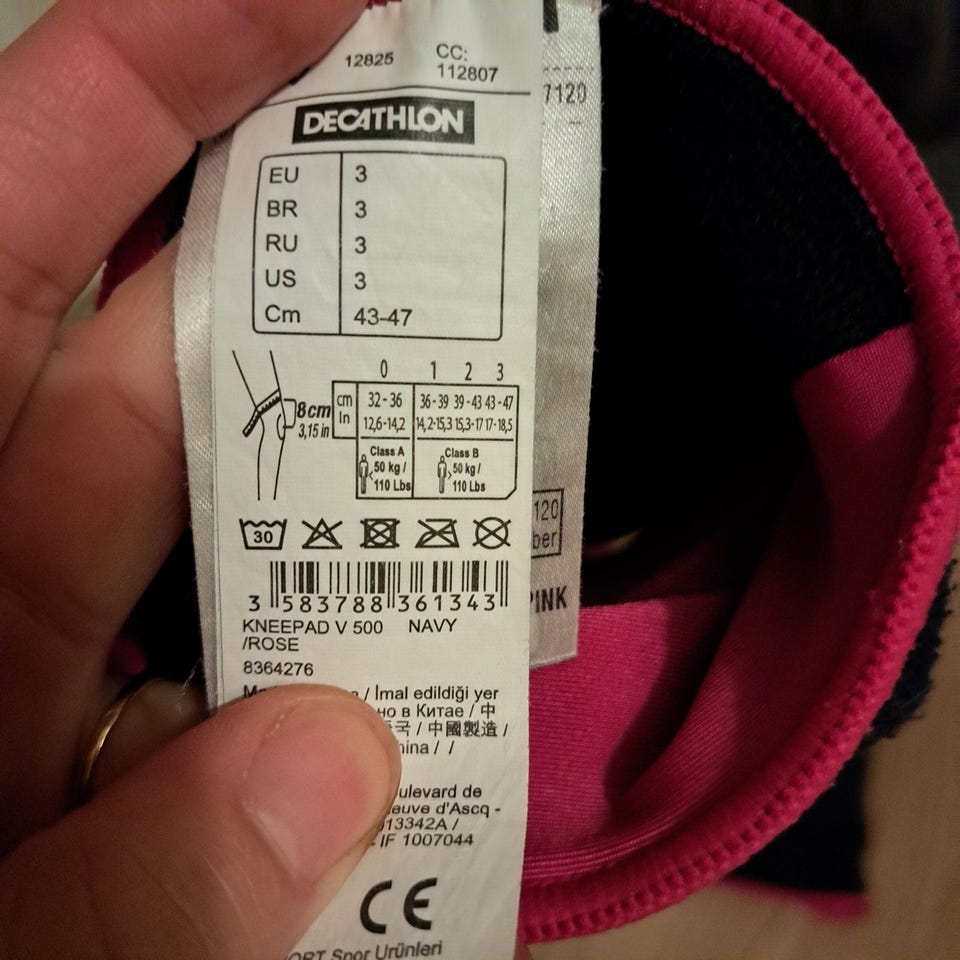 12825 CC:
112807
7120
DECATHLON
EU 3
BR 3
RU 3
US 3
Cm 43-47
0 1 2 3
8cm
3,15 in
cm 32-36 36-39 39-43 43-47
in 12,6-14,2 14,2-15,3 15,3-17 17-18,5
Class A Class B
< 50 kg / 50 kg /
110 Lbs 110 Lbs
30
120
ber
3 583788 361343
PINK
KNEEPAD V 500 NAVY
/ROSE
8364276
/ İmal edildiği yer
но в Китае / 中
国 / 中國製造 /
hina / /
ulevard de
euve d'Ascq -
013342A /
- IF 1007044
CE
ORT Spor Ürünleri